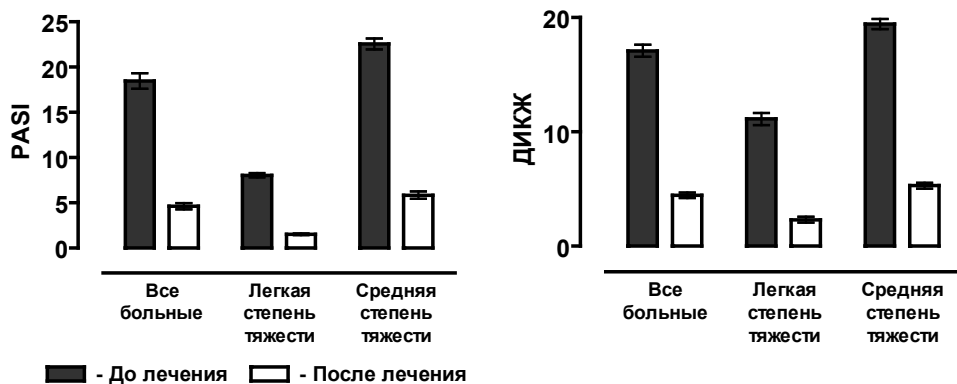 PASI
25
20
15
10
5
0
Все
больные
Легкая
степень
тяжести
Средняя
степень
тяжести
ДИКЖ
20
10
0
Все
больные
Легкая
степень
тяжести
Средняя
степень
тяжести
- До лечения
- После лечения